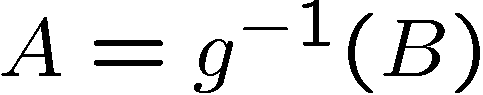 A = g⁻¹(B)